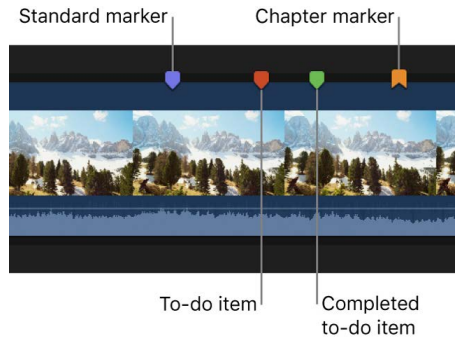 Standard marker
Chapter marker
To-do item
Completed
to-do item